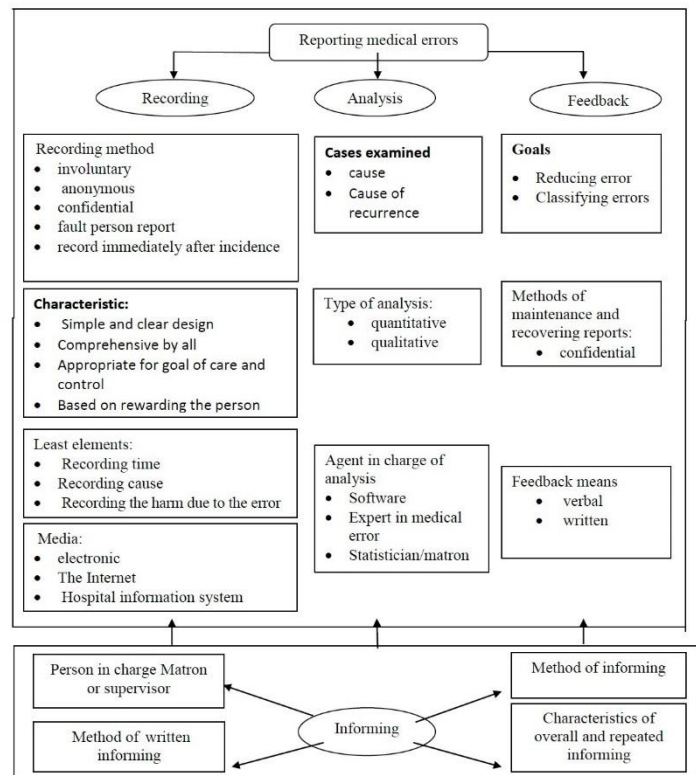 Reporting medical errors
Recording
Analysis
Feedback
Recording method
• involuntary
• anonymous
• confidential
• fault person report
• record immediately after incidence
Characteristic:
• Simple and clear design
• Comprehensive by all
• Appropriate for goal of care and
control
• Based on rewarding the person
Least elements:
• Recording time
• Recording cause
• Recording the harm due to the error
Media:
• electronic
• The Internet
• Hospital information system
Cases examined
• cause
• Cause of
recurrence
Type of analysis:
• quantitative
• qualitative
Agent in charge of
analysis
• Software
• Expert in medical
error
• Statistician/matron
Goals
• Reducing error
• Classifying errors
Methods of
maintenance and
recovering reports:
• confidential
Feedback means
• verbal
• written
Person in charge Matron
or supervisor
Method of written
informing
Informing
Method of informing
Characteristics of
overall and repeated
informing